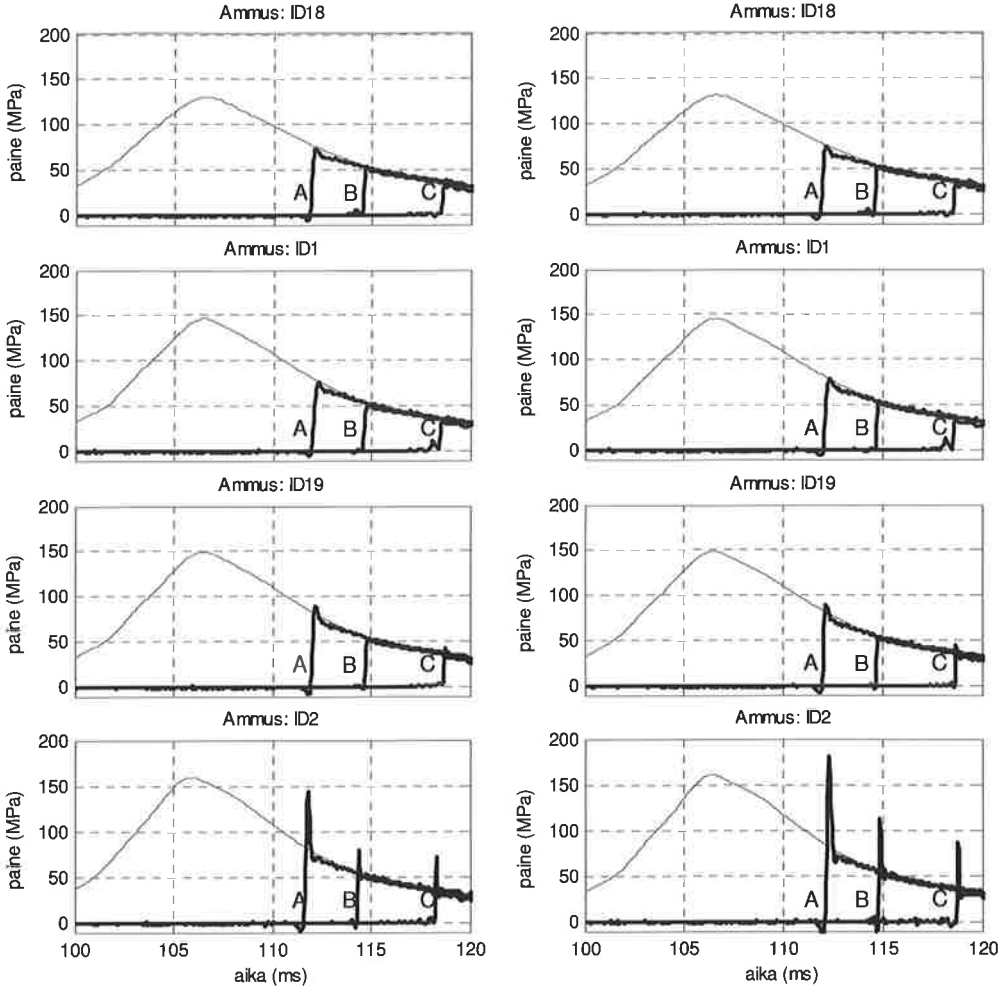 Ammus: ID18
Ammus: ID18
200
150
100
50
0
paine (MPa)
A
B
C
200
150
100
50
0
paine (MPa)
A
B
C
Ammus: ID1
Ammus: ID1
200
150
100
50
0
paine (MPa)
A
B
C
200
150
100
50
0
paine (MPa)
A
B
C
Ammus: ID19
Ammus: ID19
200
150
100
50
0
paine (MPa)
A
B
C
200
150
100
50
0
paine (MPa)
A
B
C
Ammus: ID2
Ammus: ID2
200
150
100
50
0
paine (MPa)
A
B
C
100 105 110 115 120
aika (ms)
200
150
100
50
0
paine (MPa)
A
B
C
100 105 110 115 120
aika (ms)